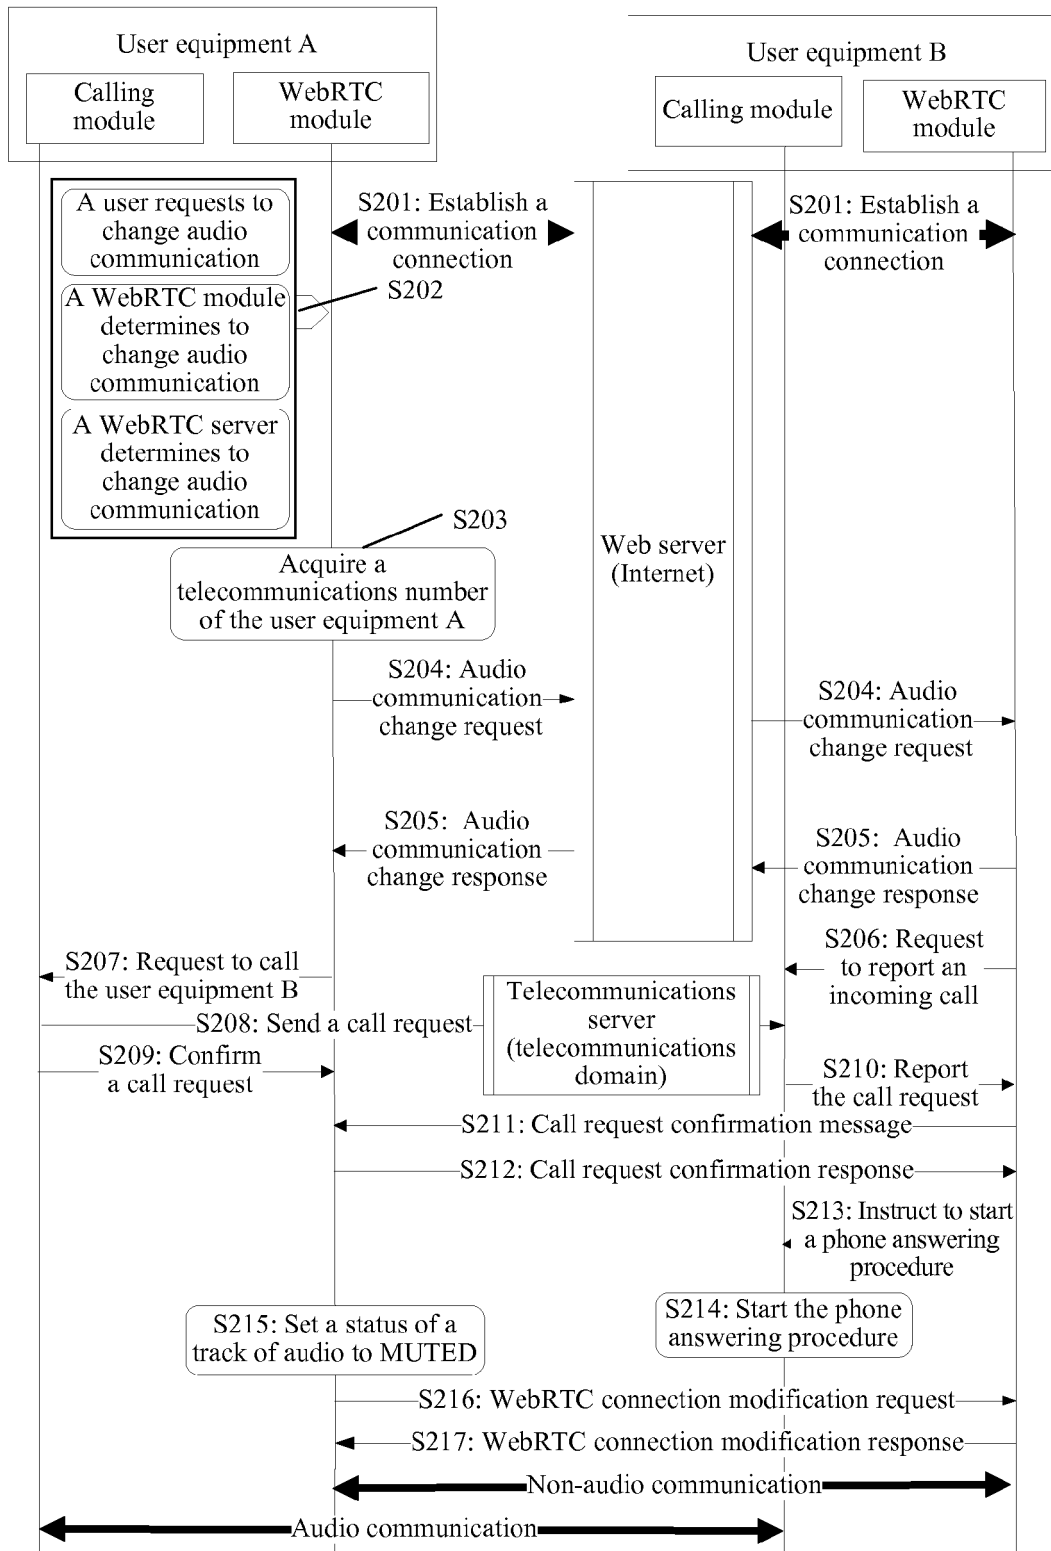 User equipment A
User equipment B
Calling
module
WebRTC
module
Calling module
WebRTC
module
A user requests to
change audio
communication
S201: Establish a
communication
connection
S201: Establish a
communication
connection
S202
A WebRTC module
determines to
change audio
communication
A WebRTC server
determines to
change audio
communication
S203
Web server
(Internet)
Acquire a
telecommunications number
of the user equipment A
S204: Audio
communication
change request
S204: Audio
communication
change request
S205: Audio
communication
change response
S205: Audio
communication
change response
S206: Request
to report an
incoming call
S207: Request to call
the user equipment B
Telecommunications
server
(telecommunications
domain)
S208: Send a call request
S209: Confirm
a call request
S210: Report
the call request
S211: Call request confirmation message
S212: Call request confirmation response
S213: Instruct to start
a phone answering
procedure
S214: Start the phone
answering procedure
S215: Set a status of a
track of audio to MUTED
S216: WebRTC connection modification request
S217: WebRTC connection modification response
Non-audio communication
Audio communication